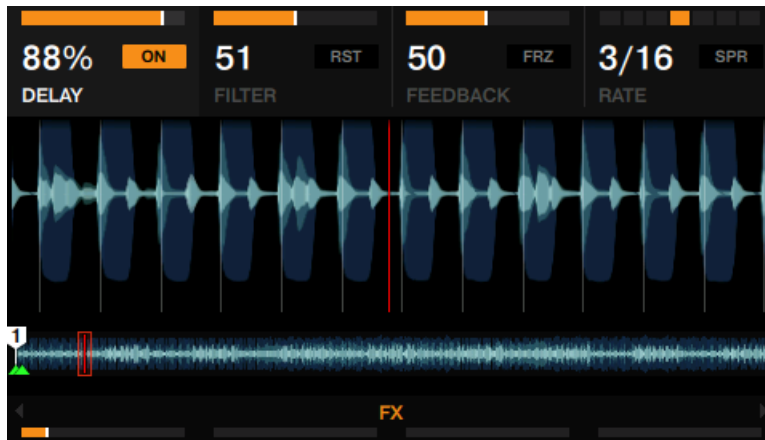 88% ON 51 RST 50 FRZ 3/16 SPR
DELAY FILTER FEEDBACK RATE
1
FX